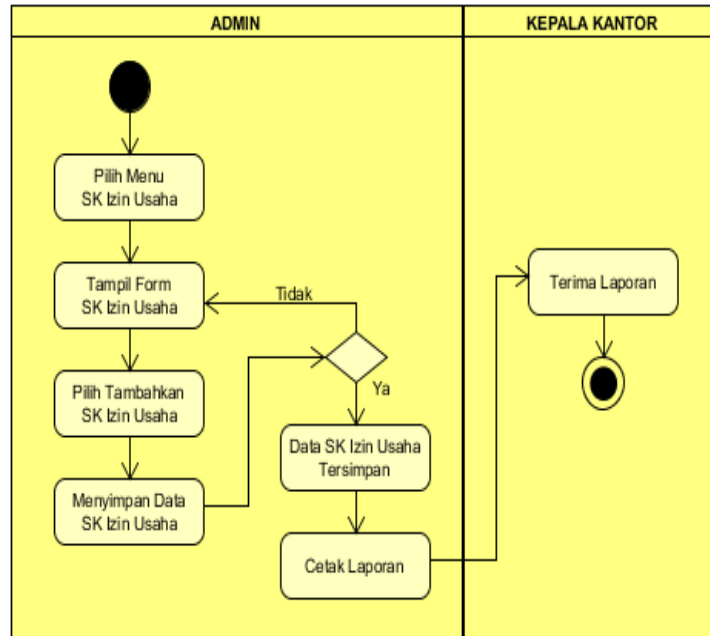 ADMIN
KEPALA KANTOR
Pilih Menu
SK Izin Usaha
Tampil Form
SK Izin Usaha
Tidak
Pilih Tambahkan
SK Izin Usaha
Ya
Menyimpan Data
SK Izin Usaha
Data SK Izin Usaha
Tersimpan
Cetak Laporan
Terima Laporan